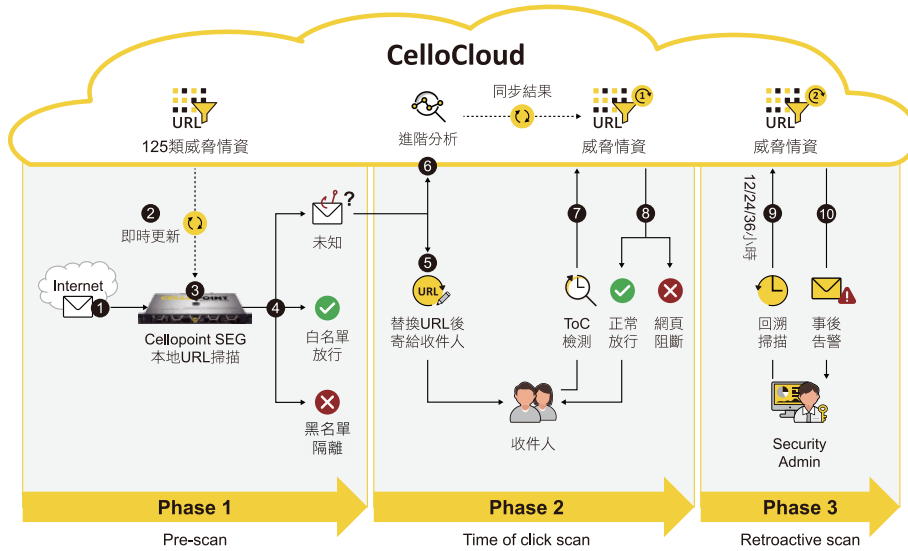 CelloCloud
URL
125類威脅情資
進階分析
同步結果
URL
1
威脅情資
URL
2
威脅情資
2
即時更新
Internet
1
3
Cellopoint SEG
本地URL掃描
4
?
未知
白名單
放行
黑名單
隔離
6
5
URL
替換URL後
寄給收件人
7
ToC
檢測
8
正常
放行
網頁
阻斷
收件人
12/24/36小時
9
回溯
掃描
10
事後
告警
Security
Admin
Phase 1
Phase 2
Phase 3
Pre-scan
Time of click scan
Retroactive scan